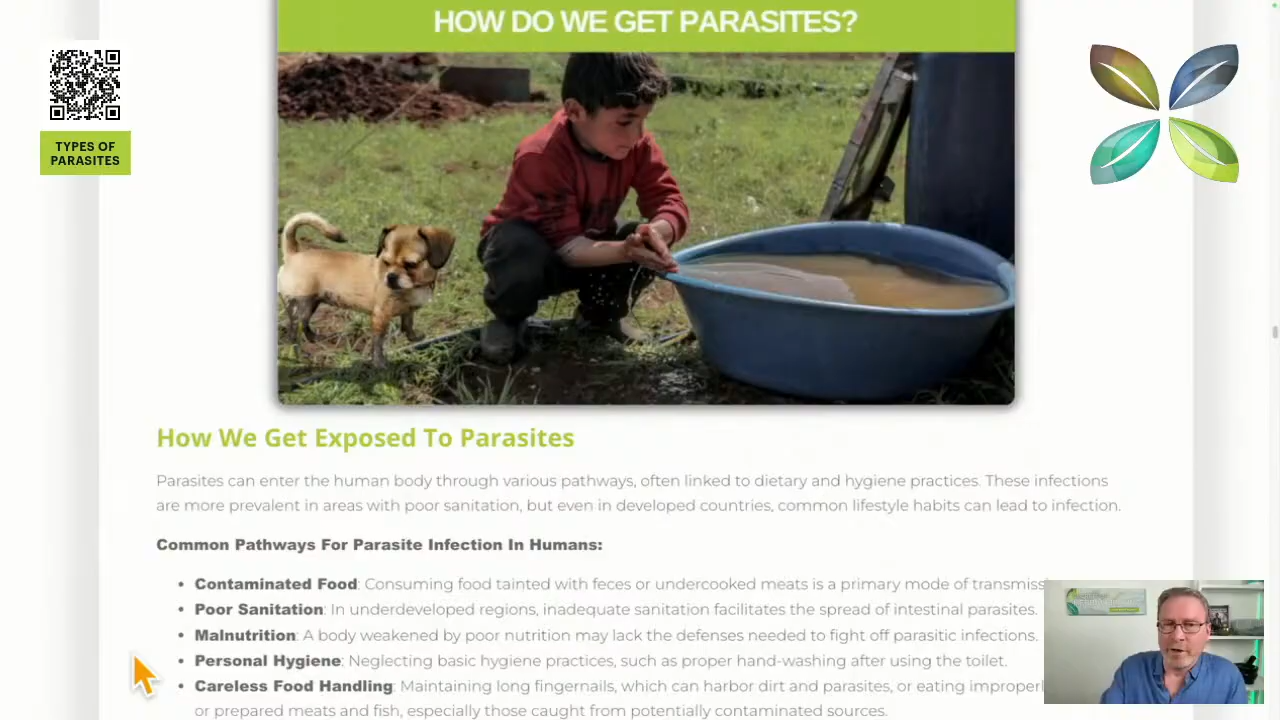 HOW DO WE GET PARASITES?
TYPES OF
PARASITES
How We Get Exposed To Parasites
Parasites can enter the human body through various pathways, often linked to dietary and hygiene practices. These infections
are more prevalent in areas with poor sanitation, but even in developed countries, common lifestyle habits can lead to infection.
Common Pathways For Parasite Infection In Humans:
• Contaminated Food: Consuming food tainted with feces or undercooked meats is a primary mode of
• Poor Sanitation: In underdeveloped regions, inadequate sanitation facilitates the spread of intestinal parasites.
• Malnutrition: A body weakened by poor nutrition may lack the defenses needed to fight off parasitic infections.
• Personal Hygiene: Neglecting basic hygiene practices, such as proper hand-washing after using the toilet.
• Careless Food Handling: Maintaining long fingernails, which can harbor dirt and parasites, or eating
or prepared meats and fish, especially those caught from potentially contaminated sources.